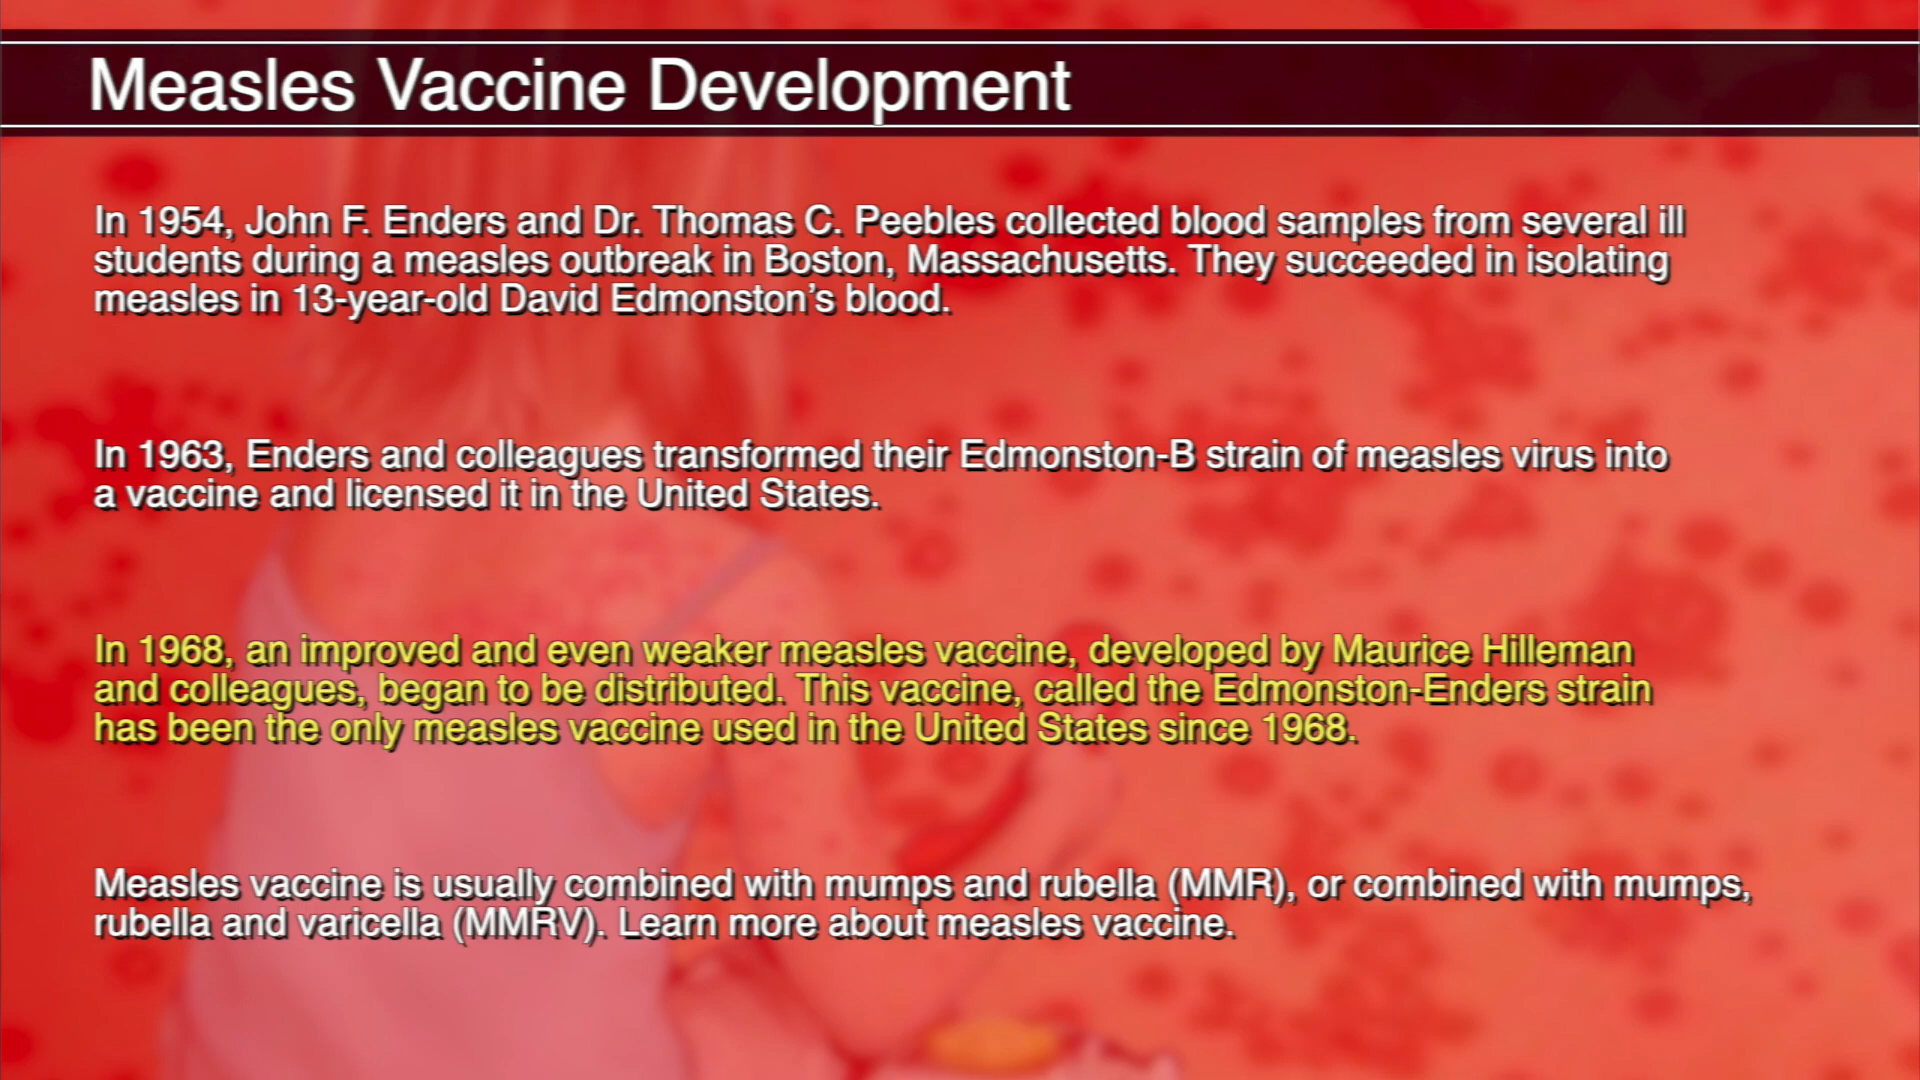 Measles Vaccine Development
In 1954, John F. Enders and Dr. Thomas C. Peebles collected blood samples from several ill
students during a measles outbreak in Boston, Massachusetts. They succeeded in isolating
measles in 13-year-old David Edmonston’s blood.
In 1963, Enders and colleagues transformed their Edmonston-B strain of measles virus into
a vaccine and licensed it in the United States.
In 1968, an improved and even weaker measles vaccine, developed by Maurice Hilleman
and colleagues, began to be distributed. This vaccine, called the Edmonston-Enders strain
has been the only measles vaccine used in the United States since 1968.
Measles vaccine is usually combined with mumps and rubella (MMR), or combined with mumps,
rubella and varicella (MMRV). Learn more about measles vaccine.